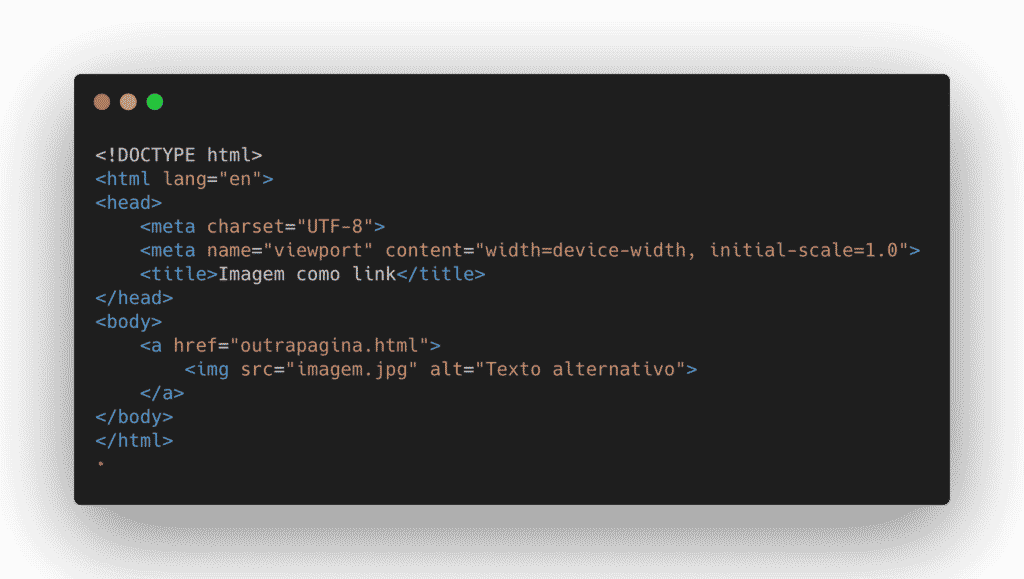 <!DOCTYPE html>
<html lang="en">
<head>
    <meta charset="UTF-8">
    <meta name="viewport" content="width=device-width, initial-scale=1.0">
    <title>Imagem como link</title>
</head>
<body>
    <a href="outrapagina.html">
        <img src="imagem.jpg" alt="Texto alternativo">
    </a>
</body>
</html>